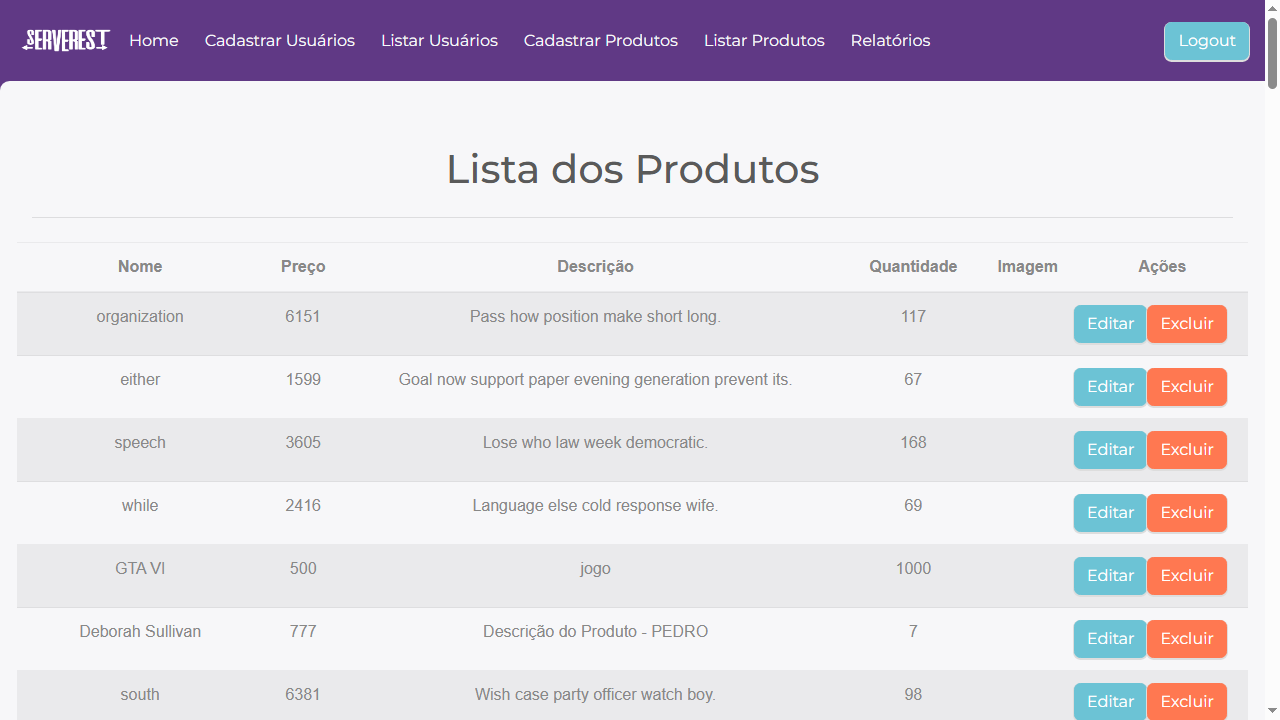 SERVEREST Home Cadastrar Usuários Listar Usuários Cadastrar Produtos Listar Produtos Relatórios Logout
Lista dos Produtos
Nome Preço Descrição Quantidade Imagem Ações
organization 6151 Pass how position make short long. 117 Editar Excluir
either 1599 Goal now support paper evening generation prevent its. 67 Editar Excluir
speech 3605 Lose who law week democratic. 168 Editar Excluir
while 2416 Language else cold response wife. 69 Editar Excluir
GTA VI 500 jogo 1000 Editar Excluir
Deborah Sullivan 777 Descrição do Produto - PEDRO 7 Editar Excluir
south 6381 Wish case party officer watch boy. 98 Editar Excluir